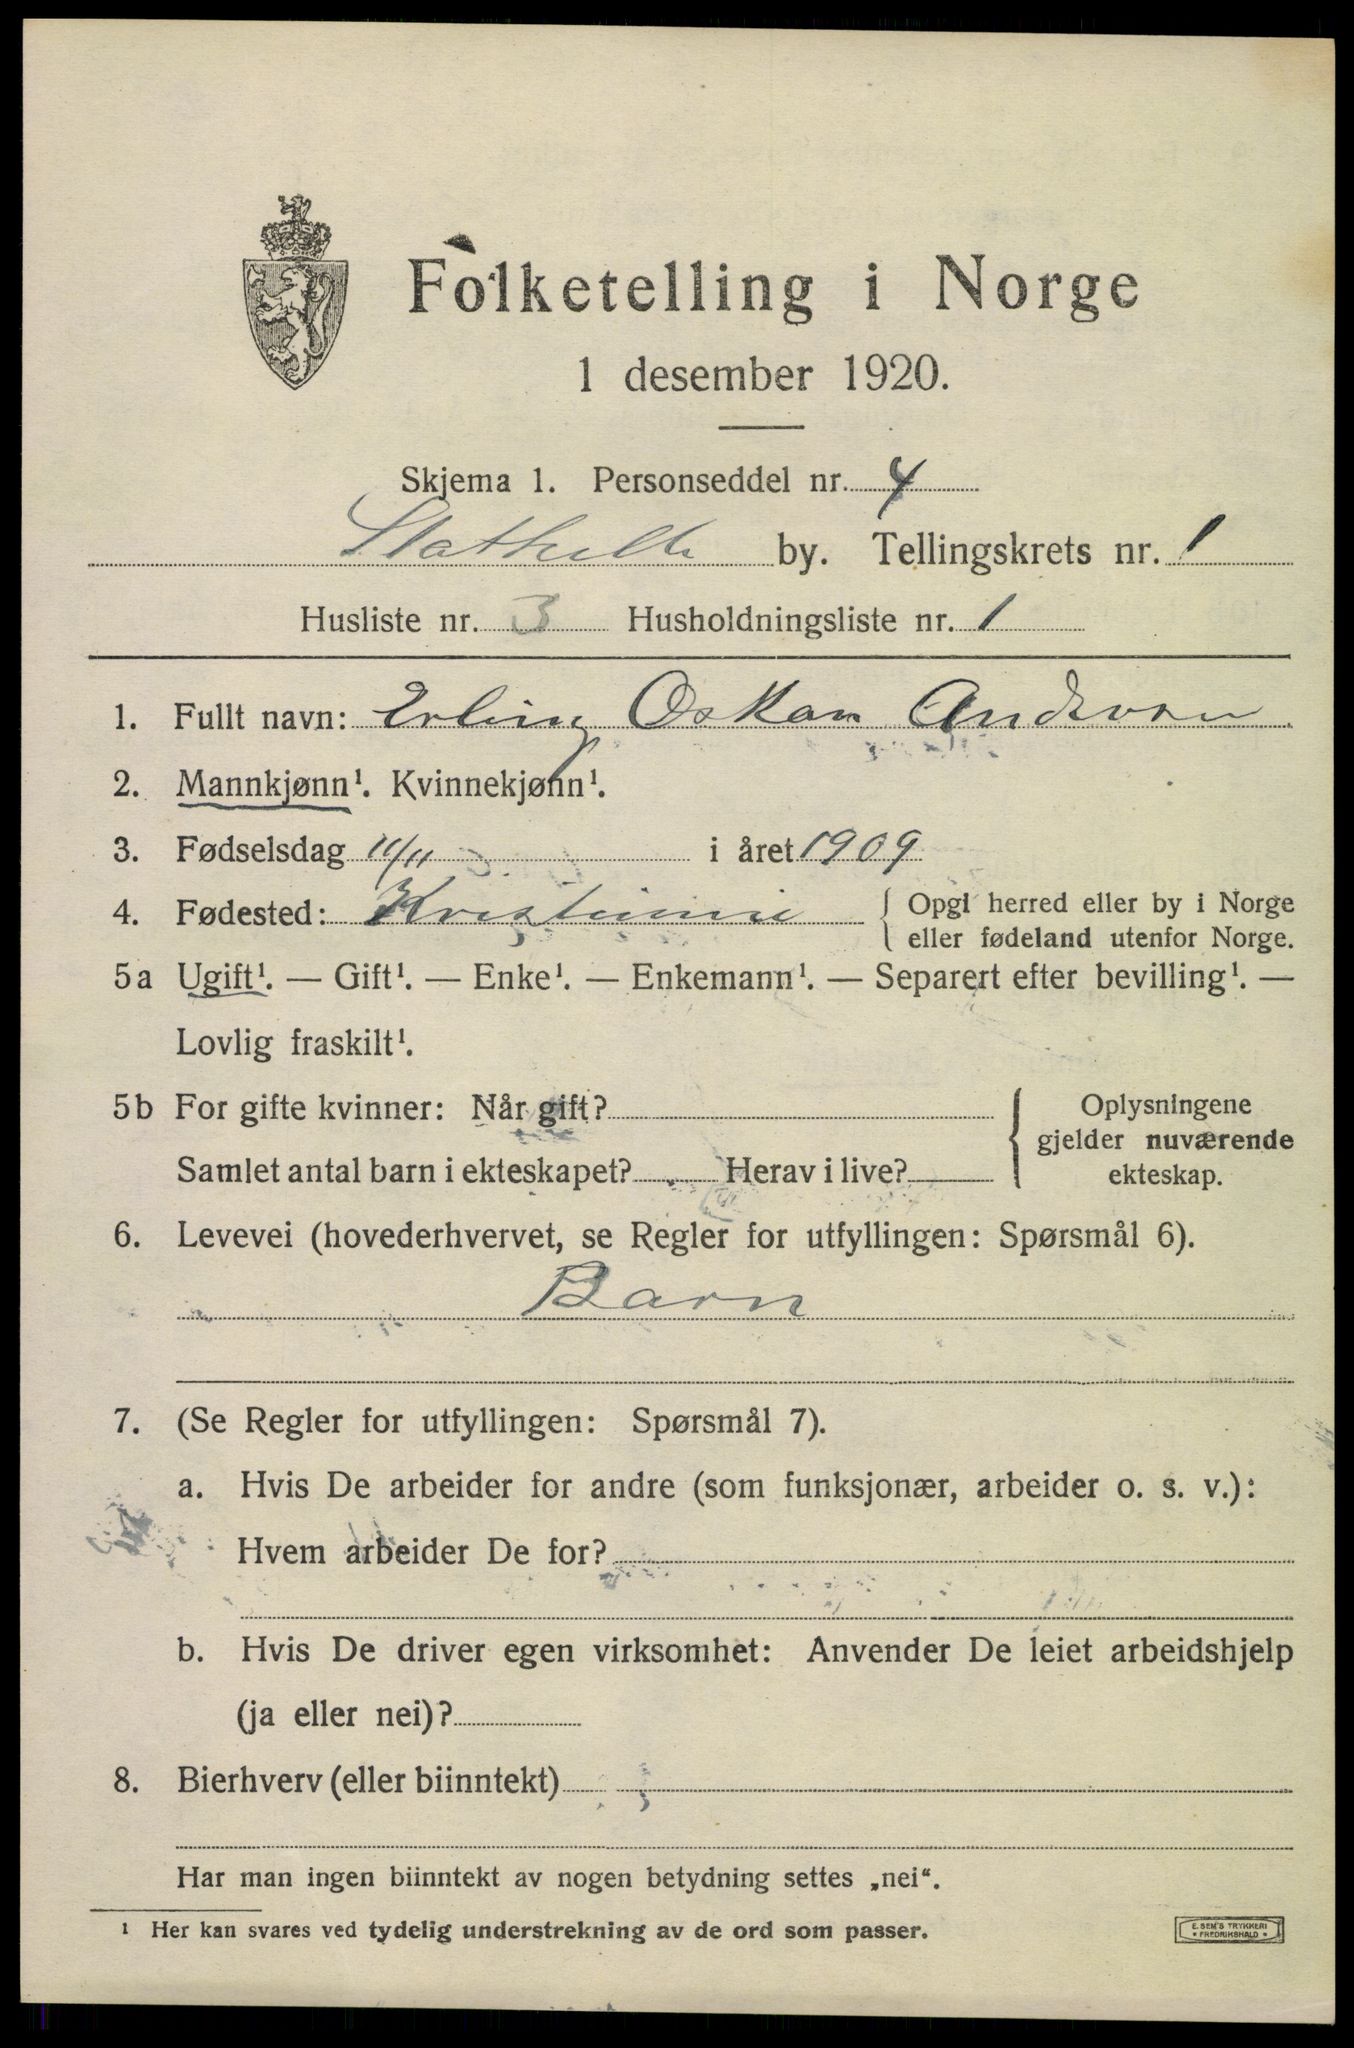 Folketelling i Norge
1 desember 1920.
Skjema 1. Personseddel nr. 4
Stathelle by. Tellingskrets nr. 1
Husliste nr. 3 Husholdningsliste nr. 1
1. Fullt navn: Erling Oskar
2. Mannkjønn¹. Kvinnekjønn¹.
3. Fødselsdag 11/11 i året 1909
4. Fødested: Kristiania { Opgi herred eller by i Norge
eller fødeland utenfor Norge.
5a Ugift¹. — Gift¹. — Enke¹. — Enkemann¹. — Separert efter bevilling¹. —
Lovlig fraskilt¹.
5b For gifte kvinner: Når gift?
Samlet antal barn i ekteskapet? Herav i live?
{ Oplysningene
gjelder nuværende
ekteskap.
6. Levevei (hovederhvervet, se Regler for utfyllingen: Spørsmål 6).
Barn
7. (Se Regler for utfyllingen: Spørsmål 7).
a. Hvis De arbeider for andre (som funksjonær, arbeider o. s. v.):
Hvem arbeider De for?
b. Hvis De driver egen virksomhet: Anvender De leiet arbeidshjelp
(ja eller nei)?
8. Bierhverv (eller biinntekt)
Har man ingen biinntekt av nogen betydning settes „nei“.
¹ Her kan svares ved tydelig understrekning av de ord som passer.
E. SEM'S TRYKKERI
* FREDRIKSHALD *